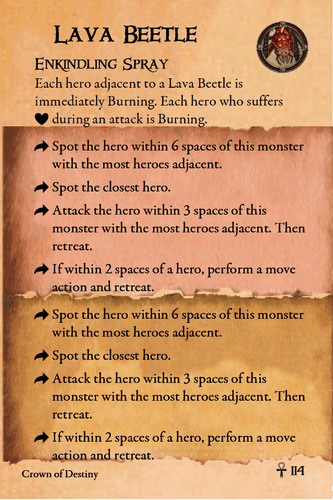 Lava Beetle
Enkindling Spray
Each hero adjacent to a Lava Beetle is
immediately Burning. Each hero who suffers
♥ during an attack is Burning.
Spot the hero within 6 spaces of this monster
with the most heroes adjacent.
Spot the closest hero.
Attack the hero within 3 spaces of this
monster with the most heroes adjacent. Then
retreat.
If within 2 spaces of a hero, perform a move
action and retreat.
Spot the hero within 6 spaces of this monster
with the most heroes adjacent.
Spot the closest hero.
Attack the hero within 3 spaces of this
monster with the most heroes adjacent. Then
retreat.
If within 2 spaces of a hero, perform a move
action and retreat.
Crown of Destiny
☥ 114